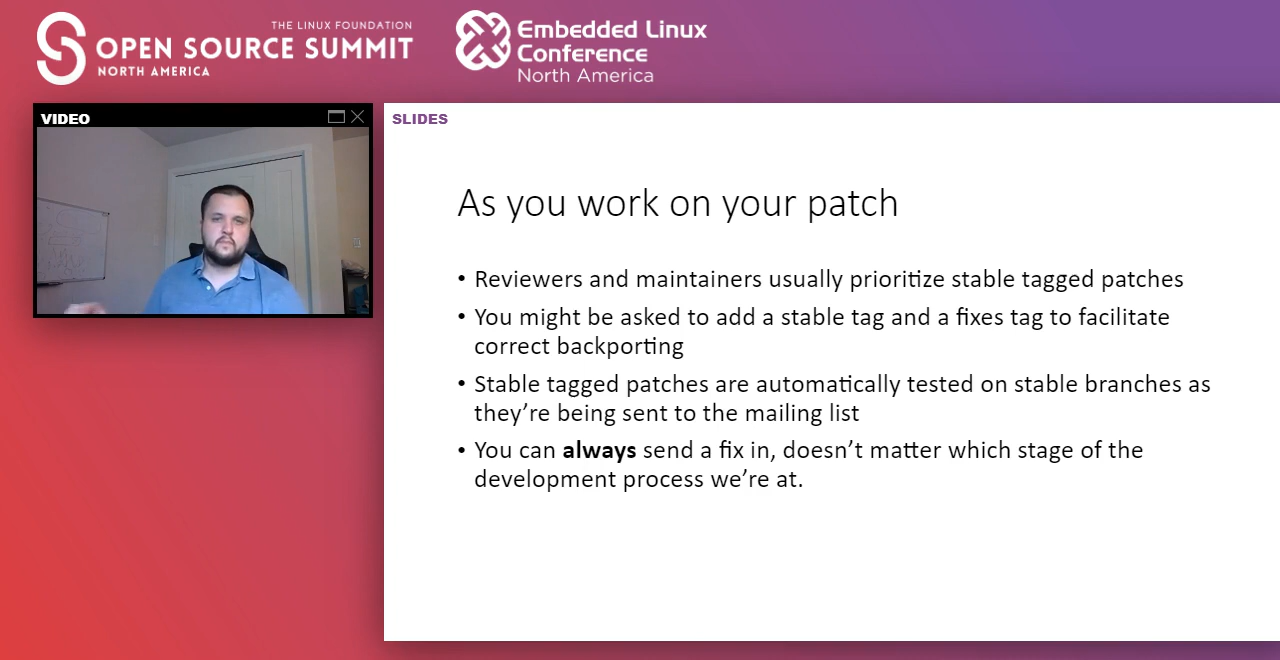 THE LINUX FOUNDATION
OPEN SOURCE SUMMIT
NORTH AMERICA
Embedded Linux
Conference
North America
VIDEO
SLIDES
As you work on your patch
• Reviewers and maintainers usually prioritize stable tagged patches
• You might be asked to add a stable tag and a fixes tag to facilitate
correct backporting
• Stable tagged patches are automatically tested on stable branches as
they’re being sent to the mailing list
• You can always send a fix in, doesn’t matter which stage of the
development process we’re at.